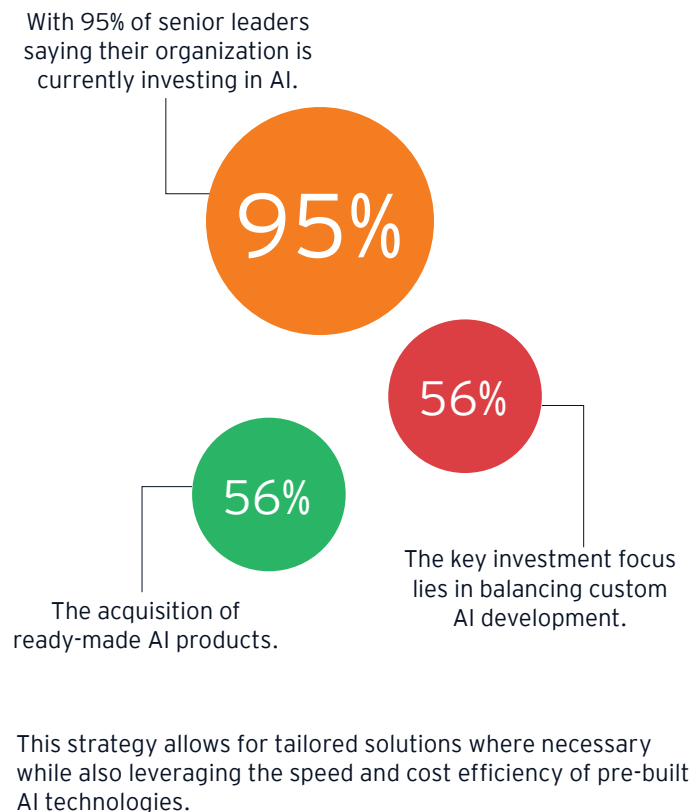 With 95% of senior leaders
saying their organization is
currently investing in AI.
95%
56%
56%
The key investment focus
lies in balancing custom
AI development.
The acquisition of
ready-made AI products.
This strategy allows for tailored solutions where necessary
while also leveraging the speed and cost efficiency of pre-built
AI technologies.